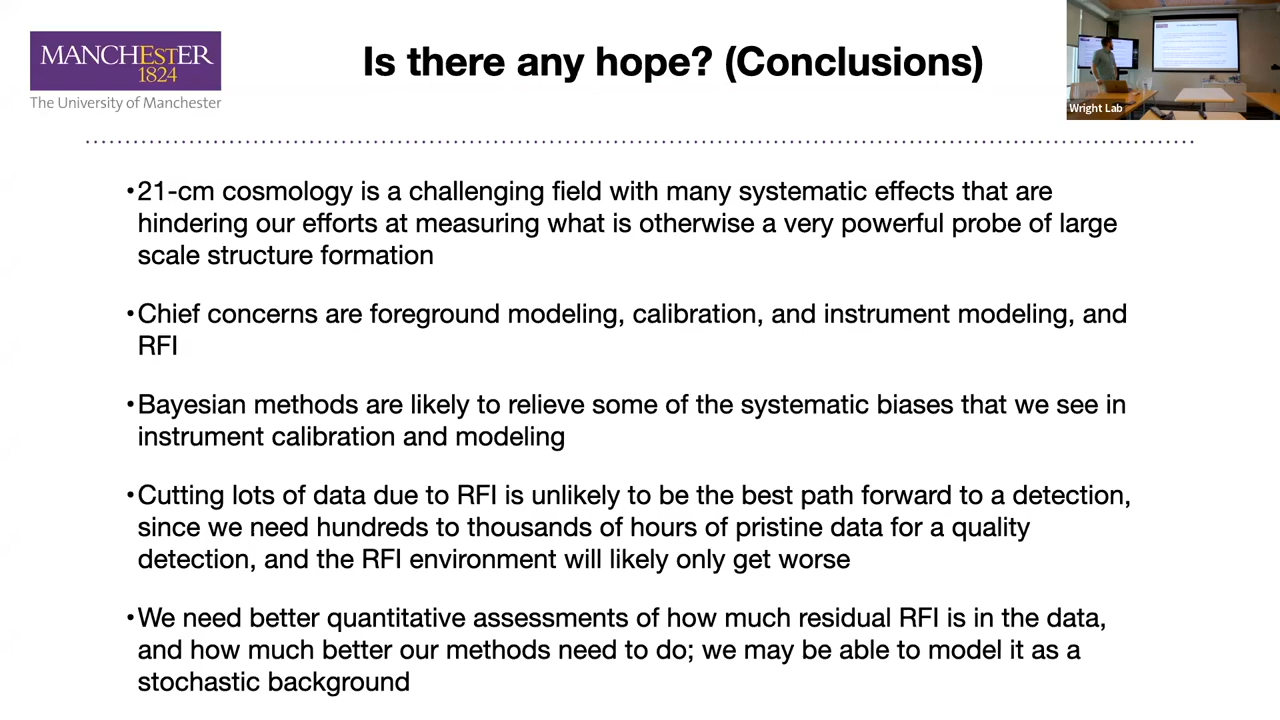 MANCHESTER
1824
The University of Manchester
Is there any hope? (Conclusions)
Wright Lab
•21-cm cosmology is a challenging field with many systematic effects that are
hindering our efforts at measuring what is otherwise a very powerful probe of large
scale structure formation
•Chief concerns are foreground modeling, calibration, and instrument modeling, and
RFI
•Bayesian methods are likely to relieve some of the systematic biases that we see in
instrument calibration and modeling
•Cutting lots of data due to RFI is unlikely to be the best path forward to a detection,
since we need hundreds to thousands of hours of pristine data for a quality
detection, and the RFI environment will likely only get worse
•We need better quantitative assessments of how much residual RFI is in the data,
and how much better our methods need to do; we may be able to model it as a
stochastic background